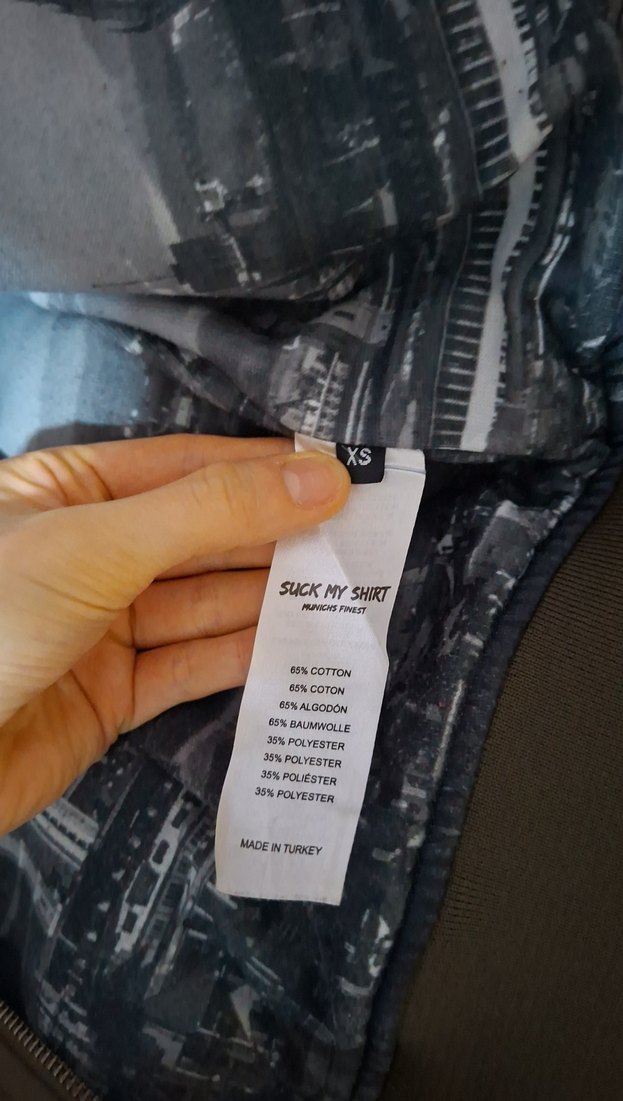 XS
SUCK MY SHIRT
MUNICHS FINEST
65% COTTON
65% COTON
65% ALGODÓN
65% BAUMWOLLE
35% POLYESTER
35% POLYESTER
35% POLIÉSTER
35% POLYESTER
MADE IN TURKEY